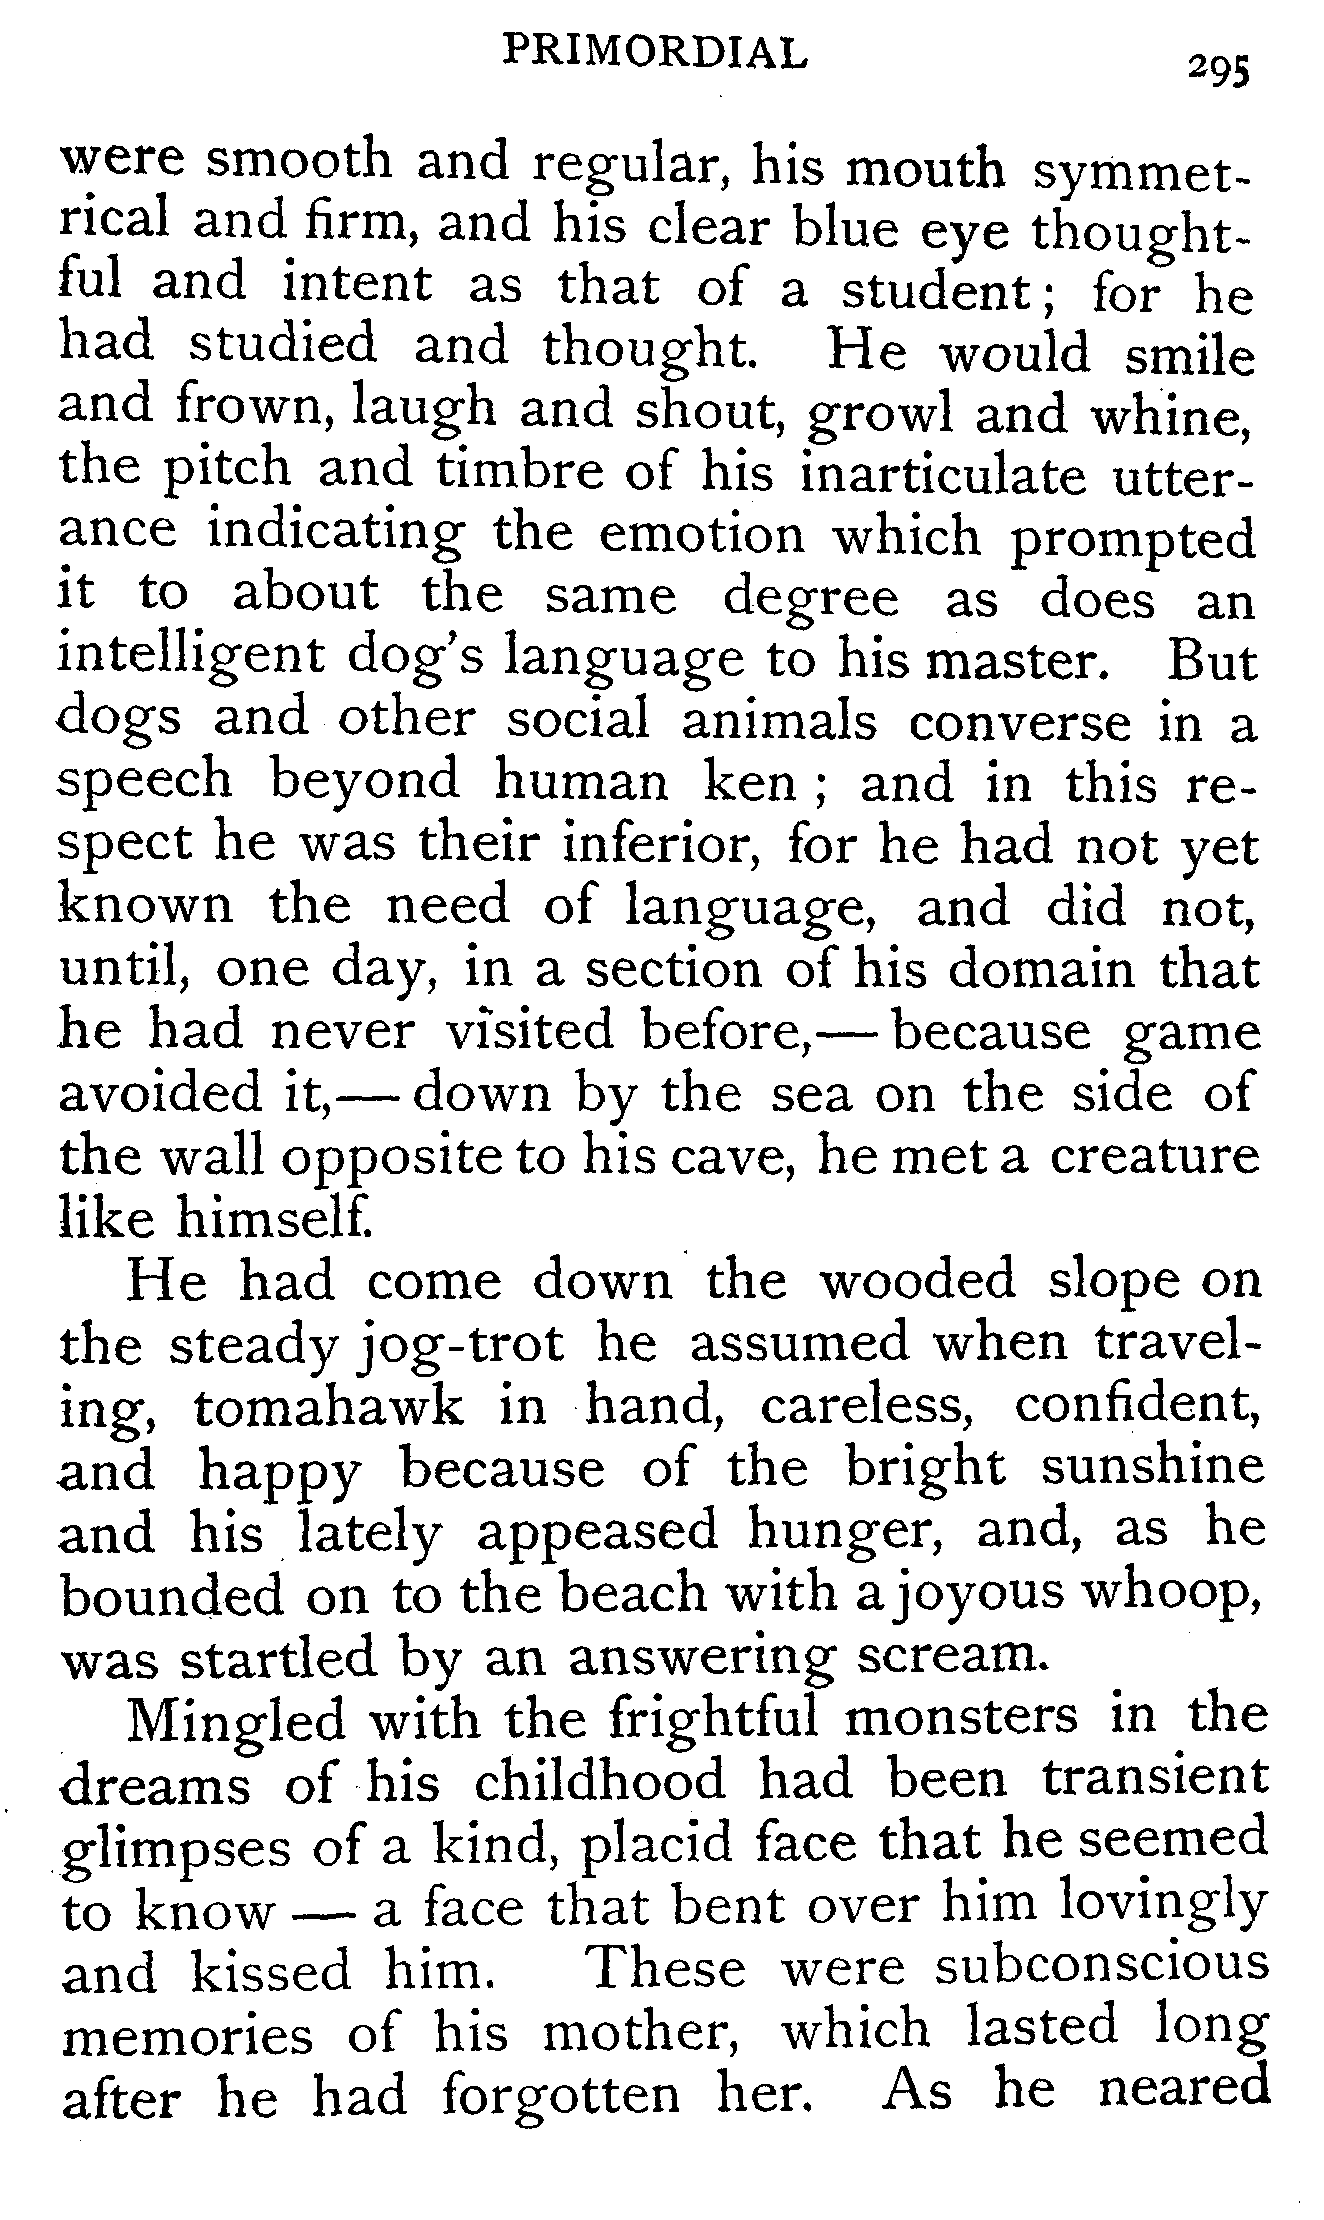 PRIMORDIAL
295
were smooth and regular, his mouth symmet-
rical and firm, and his clear blue eye thought-
ful and intent as that of a student; for he
had studied and thought. He would smile
and frown, laugh and shout, growl and whine,
the pitch and timbre of his inarticulate utter-
ance indicating the emotion which prompted
it to about the same degree as does an
intelligent dog's language to his master. But
dogs and other social animals converse in a
speech beyond human ken; and in this re-
spect he was their inferior, for he had not yet
known the need of language, and did not,
until, one day, in a section of his domain that
he had never visited before,— because game
avoided it,— down by the sea on the side of
the wall opposite to his cave, he met a creature
like himself.
He had come down the wooded slope on
the steady jog-trot he assumed when travel-
ing, tomahawk in hand, careless, confident,
and happy because of the bright sunshine
and his lately appeased hunger, and, as he
bounded on to the beach with a joyous whoop,
was startled by an answering scream.
Mingled with the frightful monsters in the
dreams of his childhood had been transient
glimpses of a kind, placid face that he seemed
to know — a face that bent over him lovingly
and kissed him. These were subconscious
memories of his mother, which lasted long
after he had forgotten her. As he neared